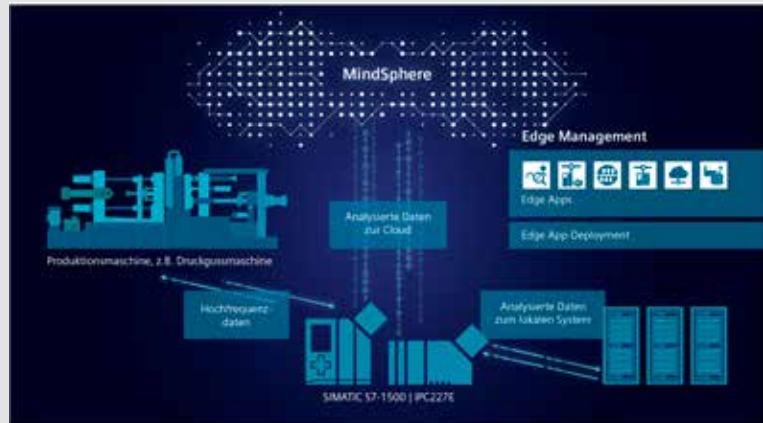 MindSphere
Edge Management
Edge Apps
Edge App Deployment
Analysierte Daten
zur Cloud
Produktionsmaschine, z.B. Druckgussmaschine
Hochfrequenz-
daten
Analysierte Daten
zum lokalen System
SIMATIC S7-1500 | IPC227E